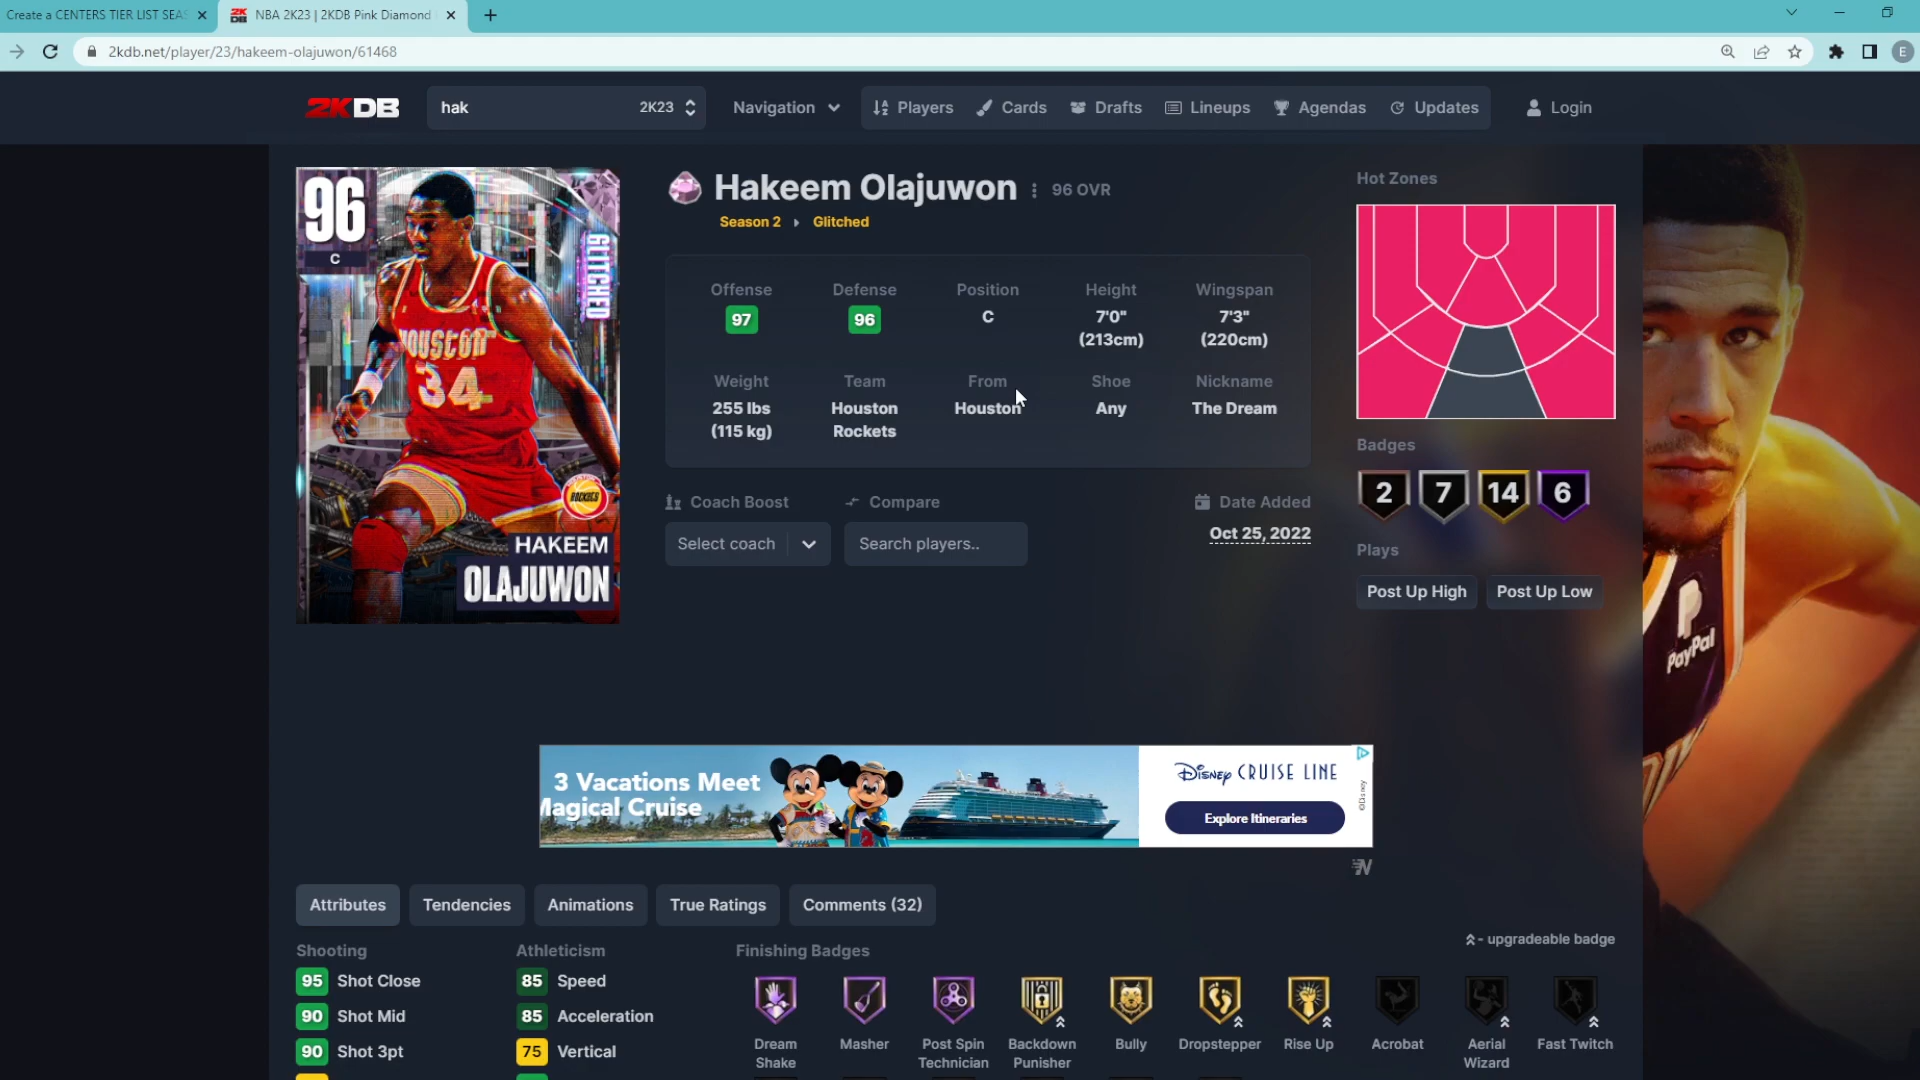 Create a CENTERS TIER LIST SEAS
NBA 2K23 | 2KDB Pink Diamond
2kdb.net/player/23/hakeem-olajuwon/61468
E
2KDB
hak
2K23
Navigation
Players
Cards
Drafts
Lineups
Agendas
Updates
Login
96
C
GLITCHED
HOUSTON
34
ROCKETS
HAKEEM
OLAJUWON
Hakeem Olajuwon
96 OVR
Season 2
Glitched
Offense
Defense
Position
Height
Wingspan
97
96
C
7'0"
(213cm)
7'3"
(220cm)
Weight
Team
From
Shoe
Nickname
255 lbs
(115 kg)
Houston
Rockets
Houston
Any
The Dream
Coach Boost
Compare
Date Added
Select coach
Search players..
Oct 25, 2022
Hot Zones
Badges
2
7
14
6
Plays
Post Up High
Post Up Low
PayPal
3 Vacations Meet
Magical Cruise
Disney CRUISE LINE
Explore Itineraries
©Disney
Attributes
Tendencies
Animations
True Ratings
Comments (32)
- upgradeable badge
Shooting
Athleticism
Finishing Badges
95 Shot Close
85 Speed
90 Shot Mid
85 Acceleration
90 Shot 3pt
75 Vertical
Dream
Shake
Masher
Post Spin
Technician
Backdown
Punisher
Bully
Dropstepper
Rise Up
Acrobat
Aerial
Wizard
Fast Twitch